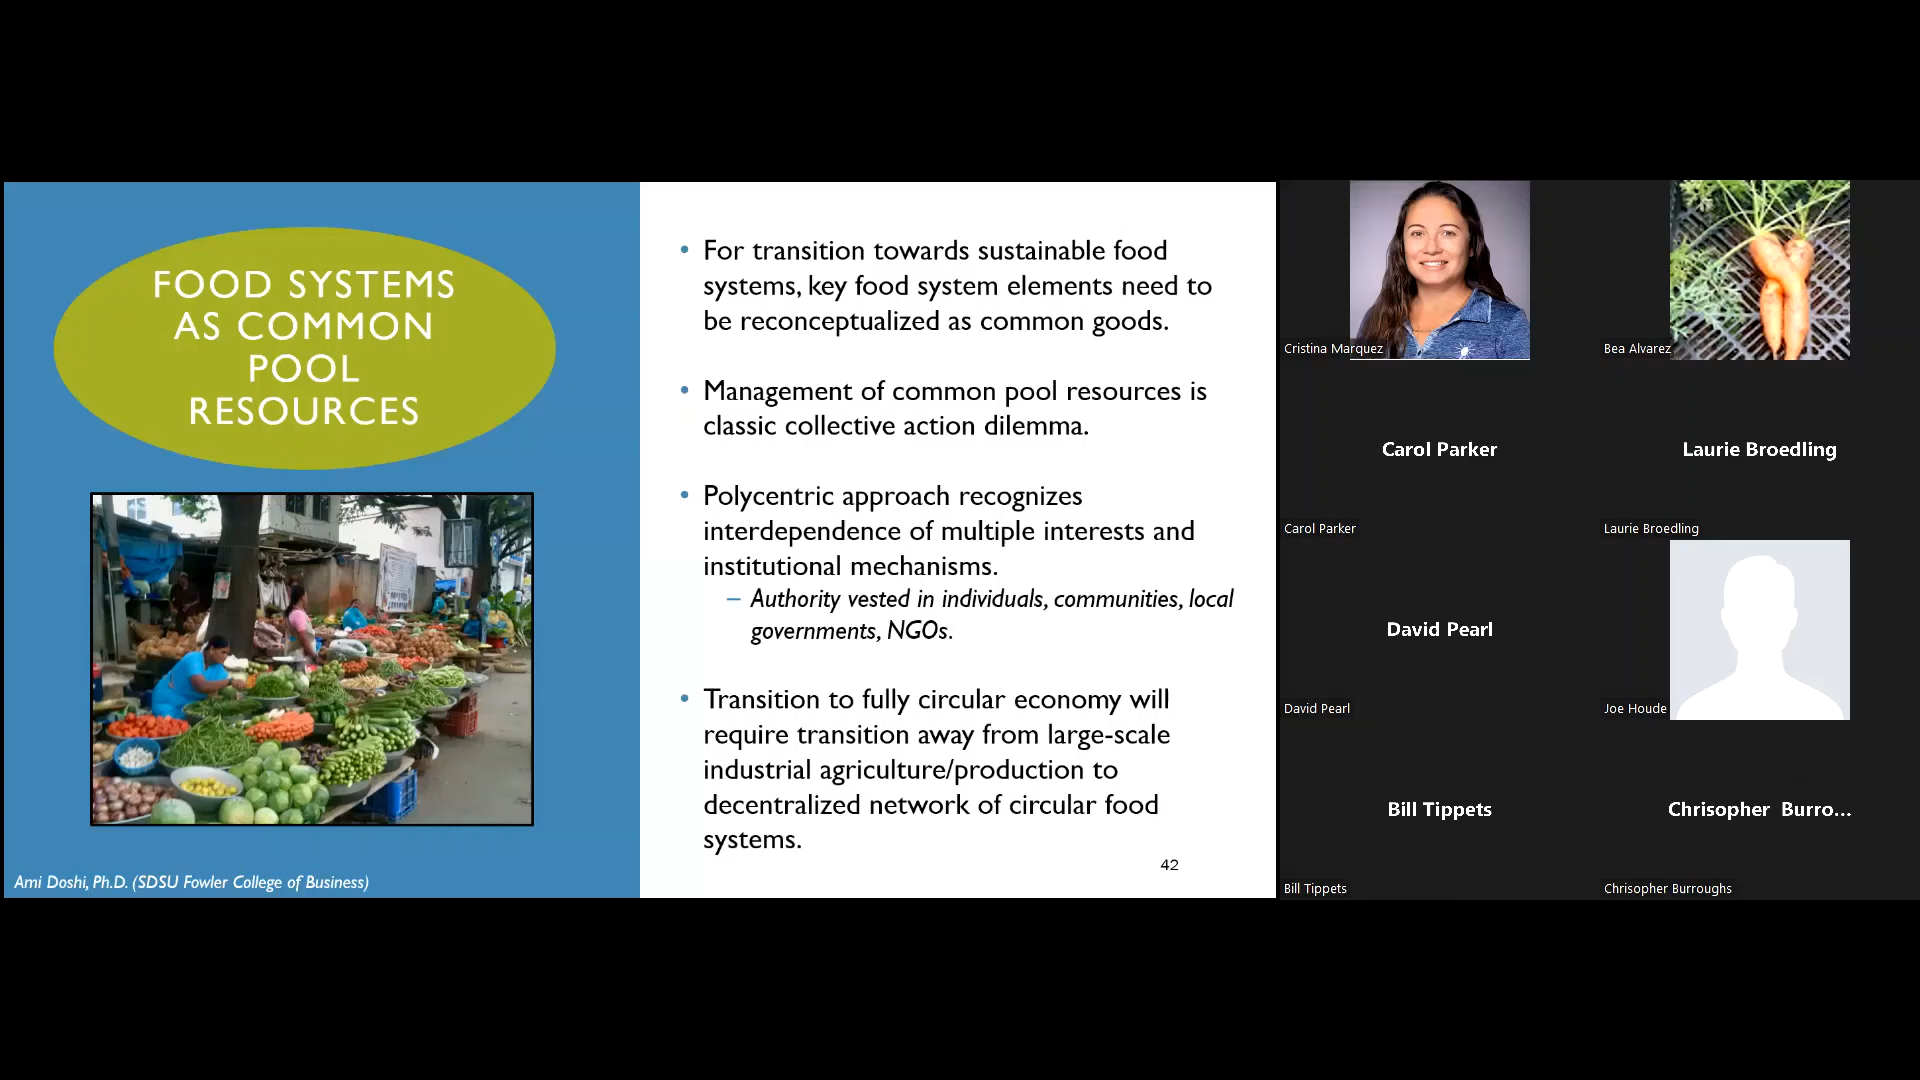 FOOD SYSTEMS
AS COMMON
POOL
RESOURCES
Ami Doshi, Ph.D. (SDSU Fowler College of Business)
• For transition towards sustainable food
systems, key food system elements need to
be reconceptualized as common goods.
• Management of common pool resources is
classic collective action dilemma.
• Polycentric approach recognizes
interdependence of multiple interests and
institutional mechanisms.
– Authority vested in individuals, communities, local
governments, NGOs.
• Transition to fully circular economy will
require transition away from large-scale
industrial agriculture/production to
decentralized network of circular food
systems.
42
Cristina Marquez
Bea Alvarez
Carol Parker
Carol Parker
Laurie Broedling
Laurie Broedling
David Pearl
David Pearl
Joe Houde
Bill Tippets
Bill Tippets
Chrisopher Burro...
Chrisopher Burroughs